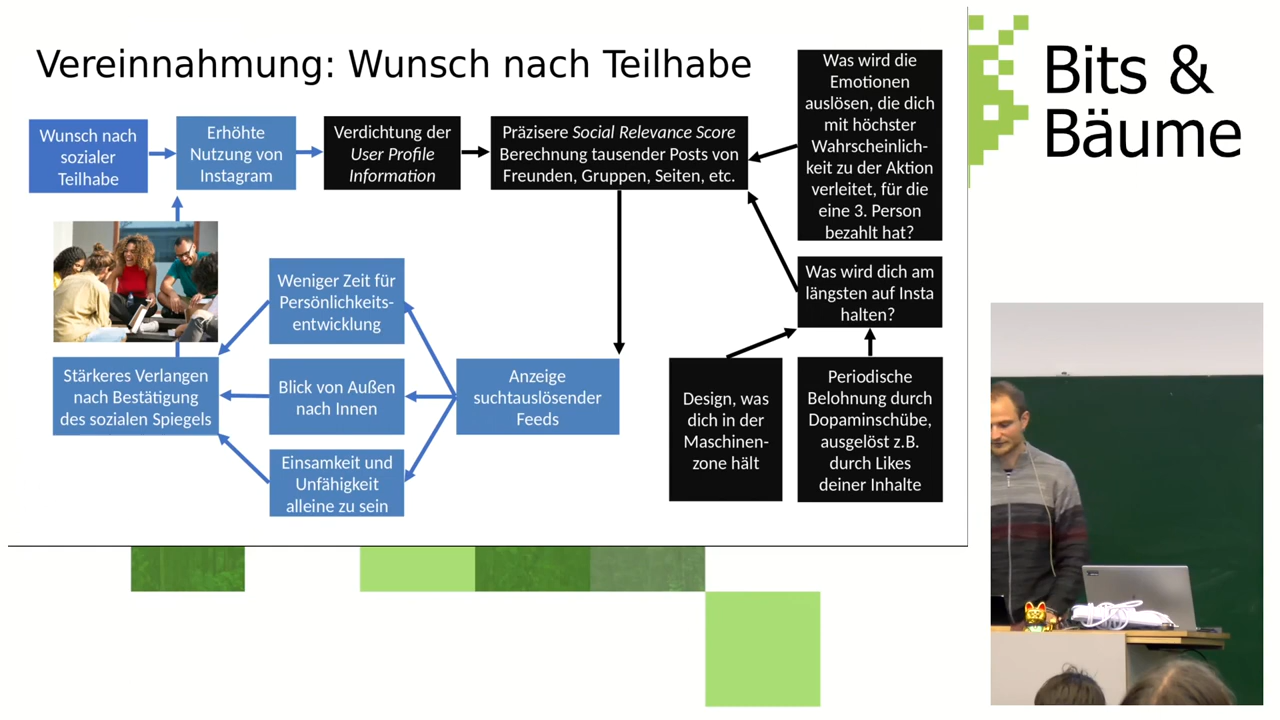 Vereinnahmung: Wunsch nach Teilhabe
Bits &
Bäume
Wunsch nach
sozialer
Teilhabe
Erhöhte
Nutzung von
Instagram
Verdichtung der
User Profile
Information
Präzisere Social Relevance Score
Berechnung tausender Posts von
Freunden, Gruppen, Seiten, etc.
Was wird die
Emotionen
auslösen, die dich
mit höchster
Wahrscheinlich-
keit zu der Aktion
verleitet, für die
eine 3. Person
bezahlt hat?
Was wird dich am
längsten auf Insta
halten?
Design, was
dich in der
Maschinen-
zone hält
Periodische
Belohnung durch
Dopaminschübe,
ausgelöst z.B.
durch Likes
deiner Inhalte
Anzeige
suchtauslösender
Feeds
Weniger Zeit für
Persönlichkeits-
entwicklung
Blick von Außen
nach Innen
Einsamkeit und
Unfähigkeit
alleine zu sein
Stärkeres Verlangen
nach Bestätigung
des sozialen Spiegels